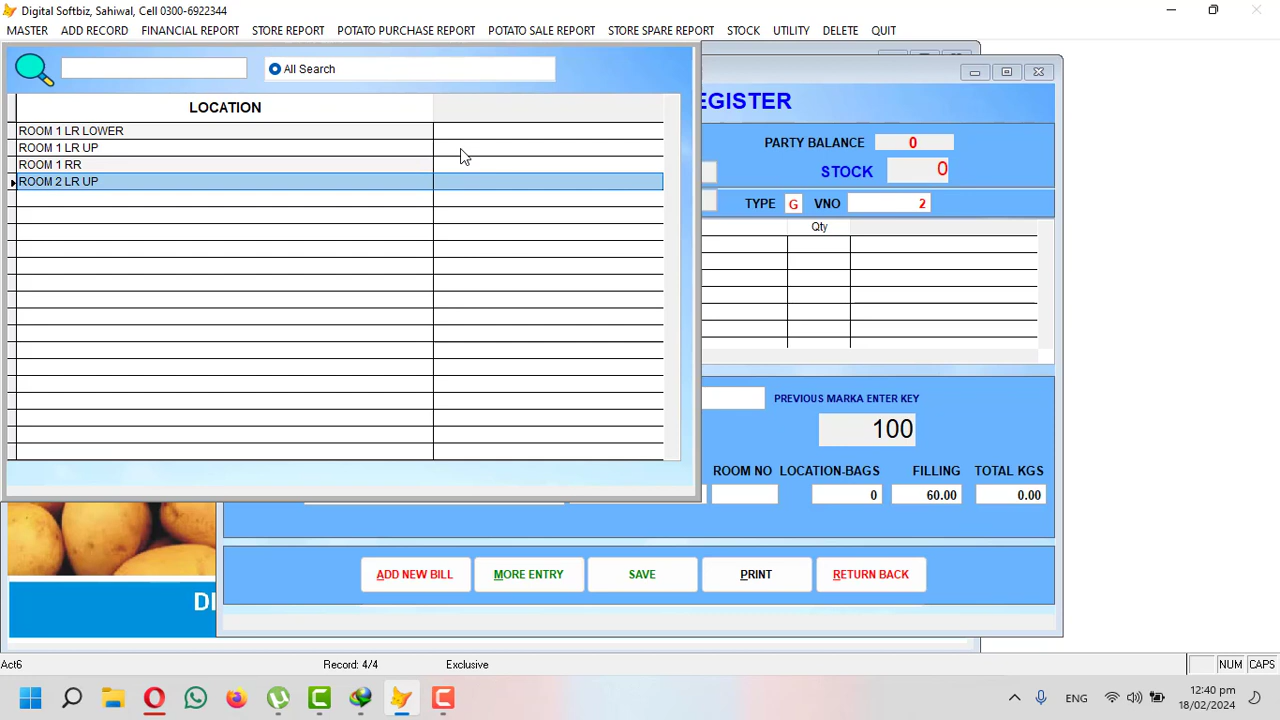 Digital Softbiz, Sahiwal, Cell 0300-6922344
MASTER ADD RECORD FINANCIAL REPORT STORE REPORT POTATO PURCHASE REPORT POTATO SALE REPORT STORE SPARE REPORT STOCK UTILITY DELETE QUIT
All Search
LOCATION
ROOM 1 LR LOWER
ROOM 1 LR UP
ROOM 1 RR
ROOM 2 LR UP
EGISTER
PARTY BALANCE 0
STOCK 0
TYPE G VNO 2
Qty
PREVIOUS MARKA ENTER KEY
100
ROOM NO LOCATION-BAGS FILLING TOTAL KGS
0 60.00 0.00
ADD NEW BILL MORE ENTRY SAVE PRINT RETURN BACK
DI
Act6 Record: 4/4 Exclusive NUM CAPS
ENG 12:40 pm
18/02/2024